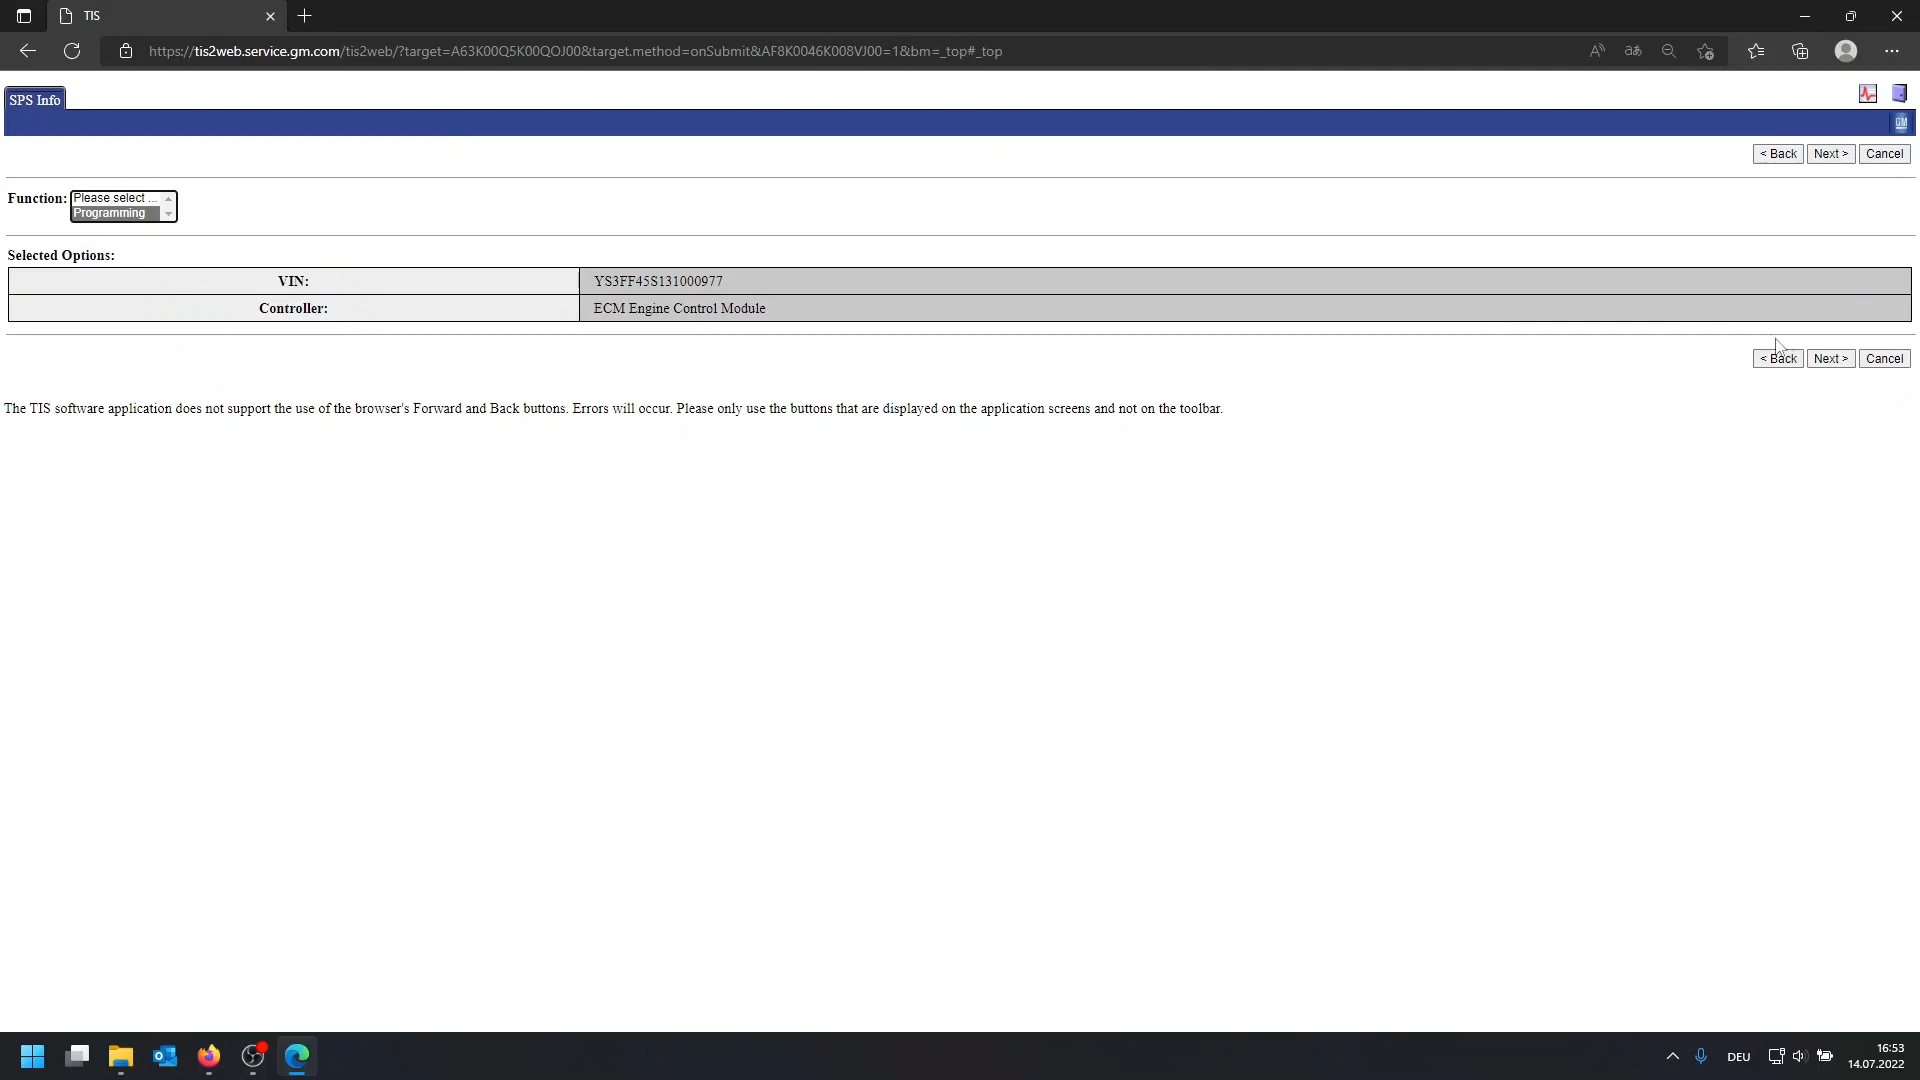 TIS
https://tis2web.service.gm.com/tis2web/?target=A63K00Q5K00QOJ00&target.method=onSubmit&AF8K0046K008VJ00=1&bm=_top#_top
SPS Info
GM
< Back Next > Cancel
Function: Please select ...
Programming
Selected Options:
VIN: YS3FF45S131000977
Controller: ECM Engine Control Module
< Back Next > Cancel
The TIS software application does not support the use of the browser's Forward and Back buttons. Errors will occur. Please only use the buttons that are displayed on the application screens and not on the toolbar.
DEU
16:53
14.07.2022